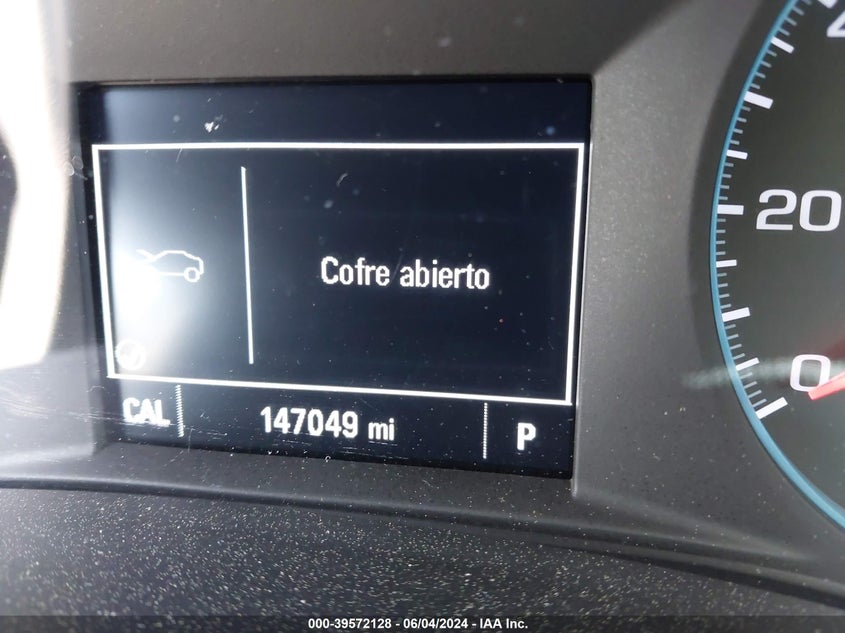 Cofre abierto
CAL 147049 mi P
20
0
000-39572128 - 06/04/2024 - IAA Inc.